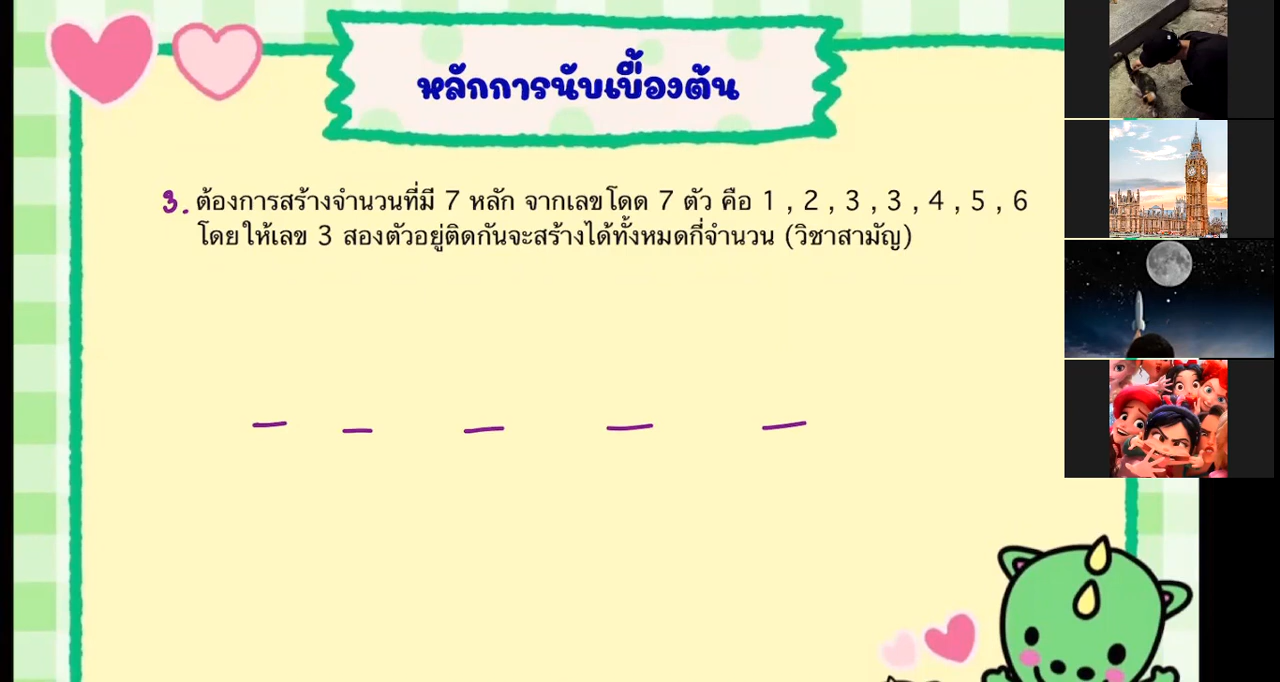 หลักการนับเบื้องต้น
3. ต้องการสร้างจำนวนที่มี 7 หลัก จากเลขโดด 7 ตัว คือ 1 , 2 , 3 , 3 , 4 , 5 , 6
โดยให้เลข 3 สองตัวอยู่ติดกันจะสร้างได้ทั้งหมดกี่จำนวน (วิชาสามัญ)